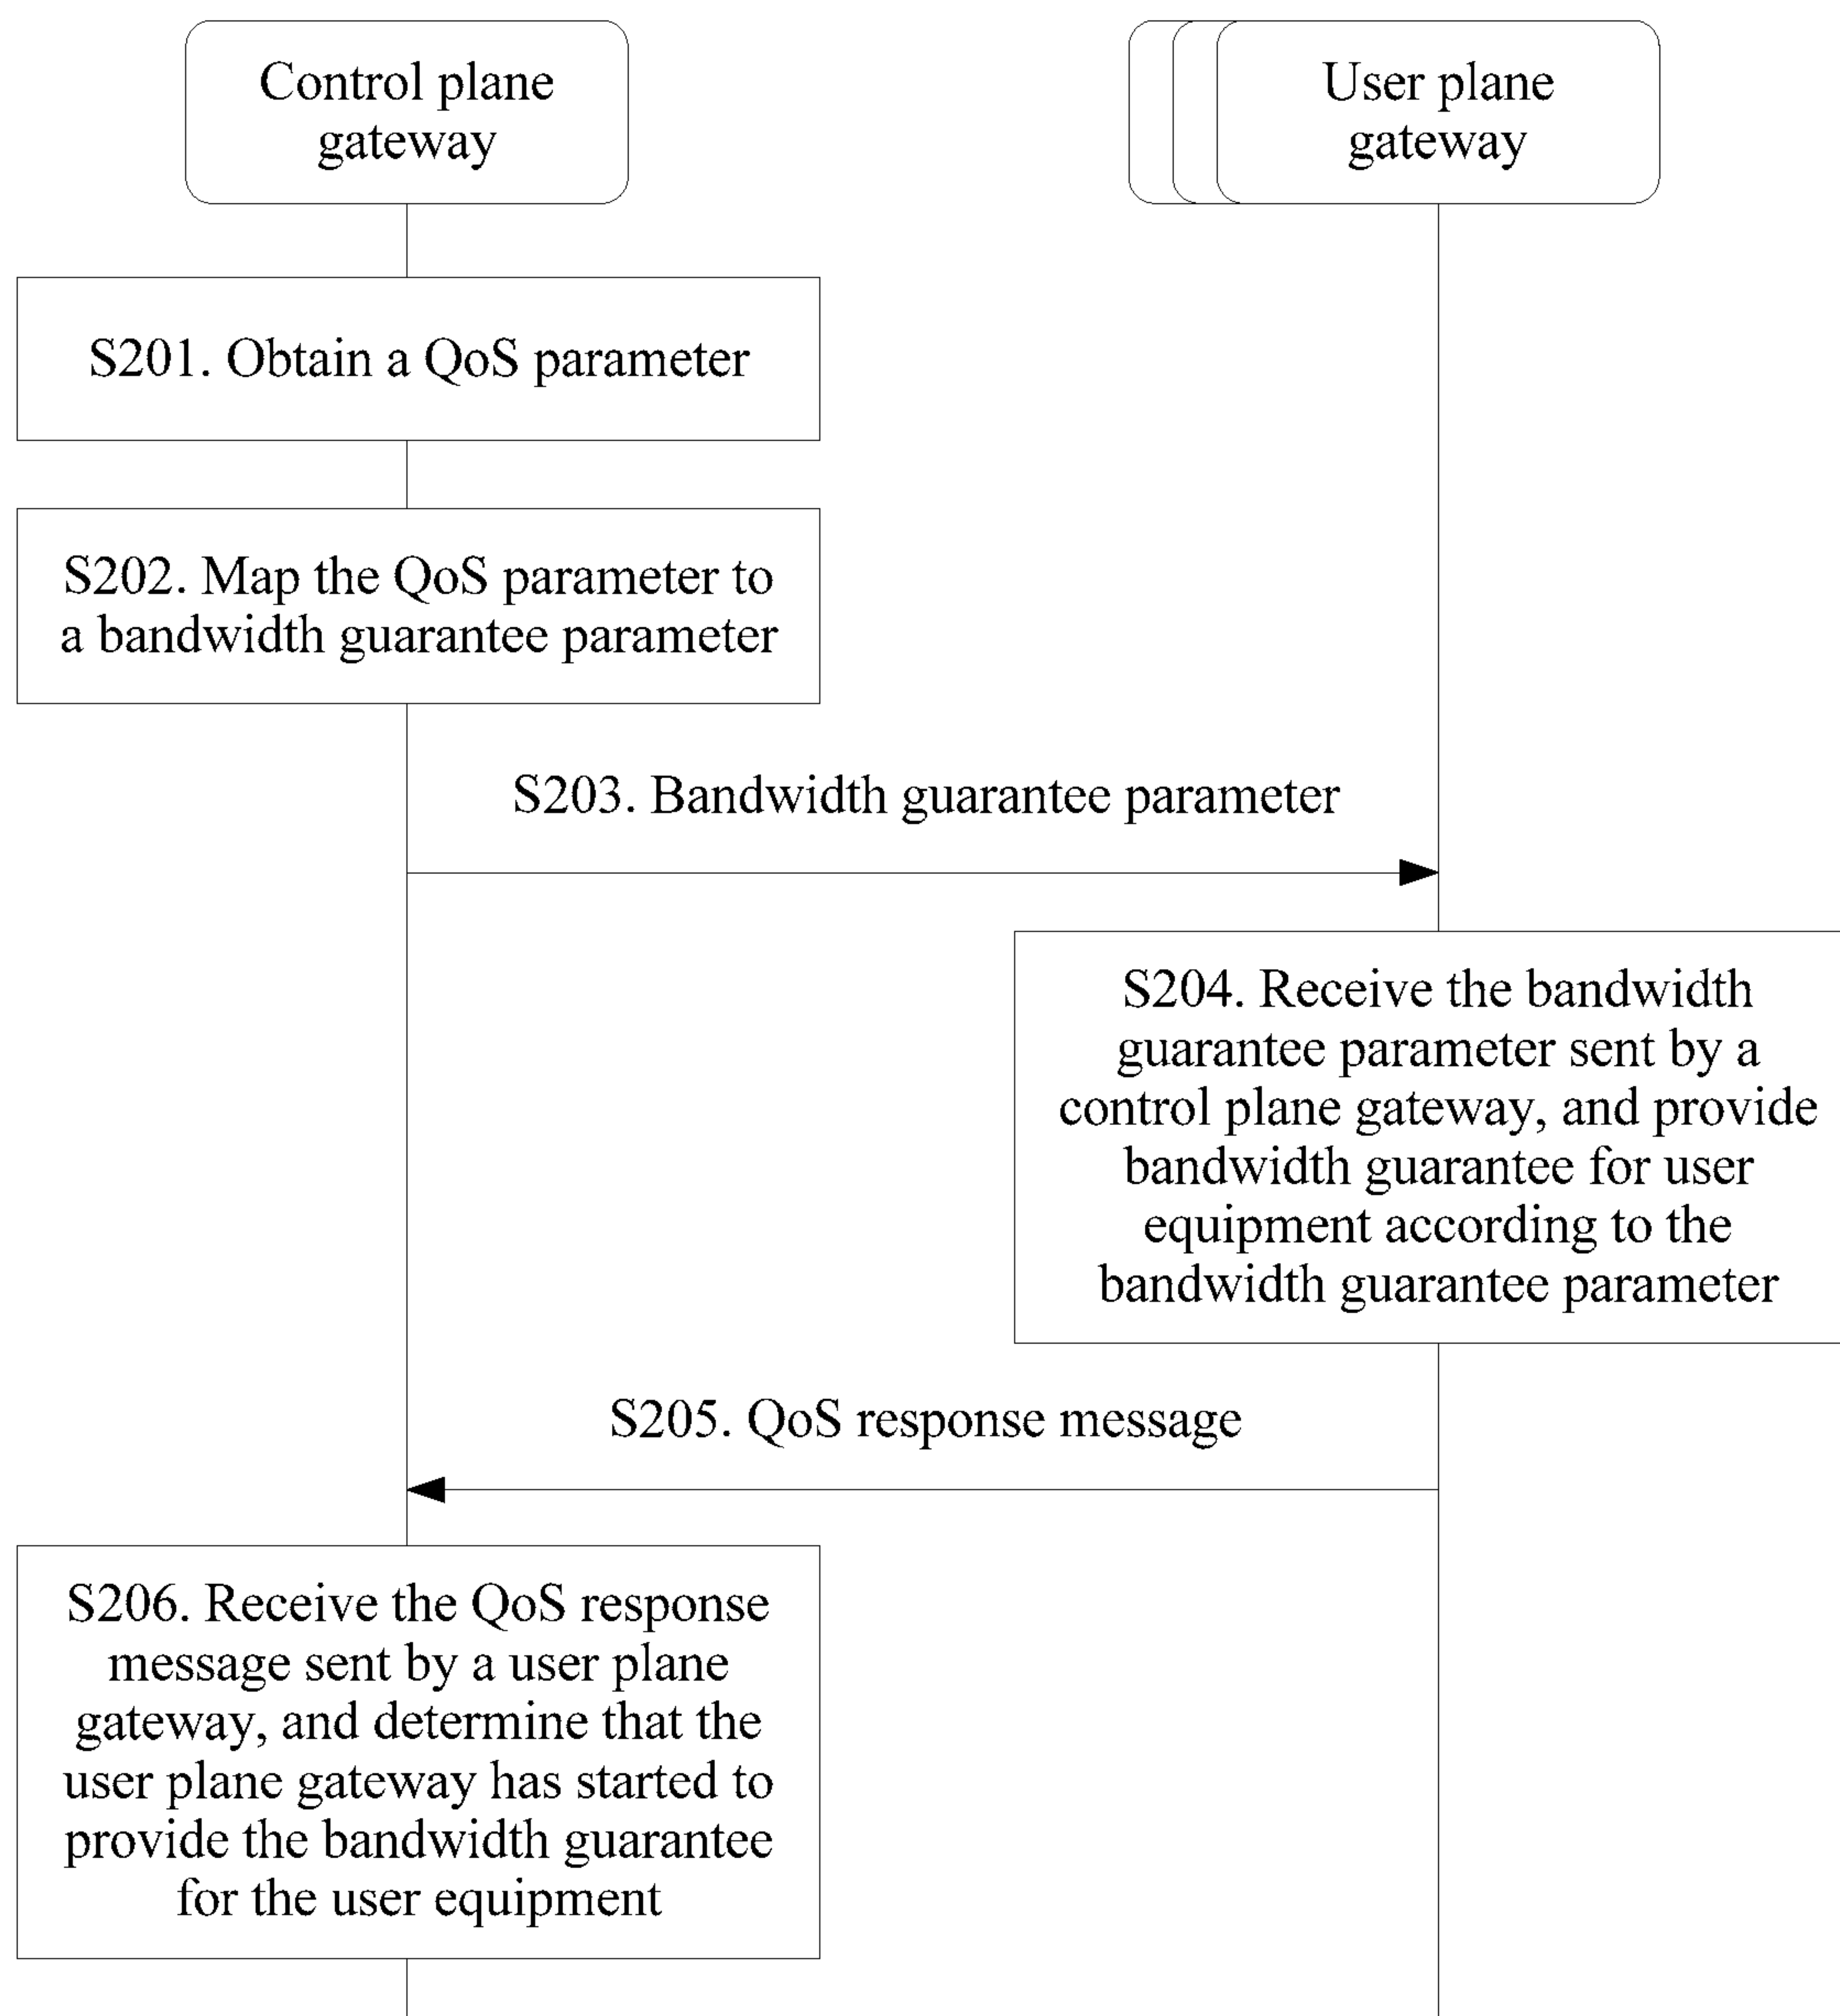 Control plane
gateway
User plane
gateway
S201. Obtain a QoS parameter
S202. Map the QoS parameter to
a bandwidth guarantee parameter
S203. Bandwidth guarantee parameter
S204. Receive the bandwidth
guarantee parameter sent by a
control plane gateway, and provide
bandwidth guarantee for user
equipment according to the
bandwidth guarantee parameter
S205. QoS response message
S206. Receive the QoS response
message sent by a user plane
gateway, and determine that the
user plane gateway has started to
provide the bandwidth guarantee
for the user equipment